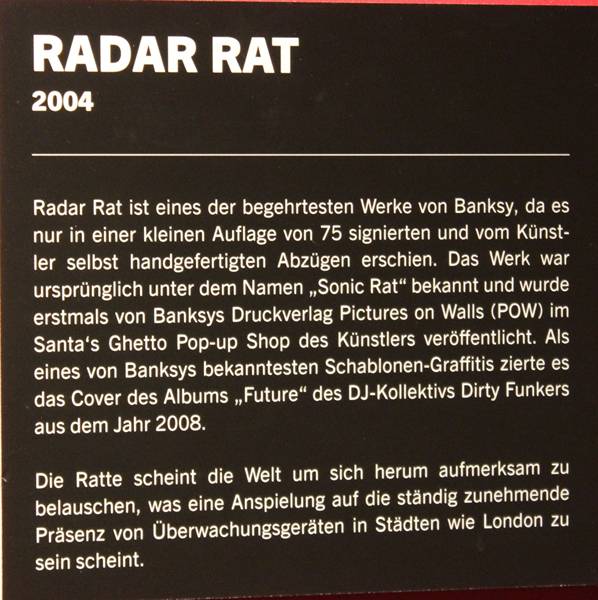 RADAR RAT
2004
Radar Rat ist eines der begehrtesten Werke von Banksy, da es
nur in einer kleinen Auflage von 75 signierten und vom Künst-
ler selbst handgefertigten Abzügen erschien. Das Werk war
ursprünglich unter dem Namen „Sonic Rat“ bekannt und wurde
erstmals von Banksys Druckverlag Pictures on Walls (POW) im
Santa‘s Ghetto Pop-up Shop des Künstlers veröffentlicht. Als
eines von Banksys bekanntesten Schablonen-Graffitis zierte es
das Cover des Albums „Future“ des DJ-Kollektivs Dirty Funkers
aus dem Jahr 2008.
Die Ratte scheint die Welt um sich herum aufmerksam zu
belauschen, was eine Anspielung auf die ständig zunehmende
Präsenz von Überwachungsgeräten in Städten wie London zu
sein scheint.